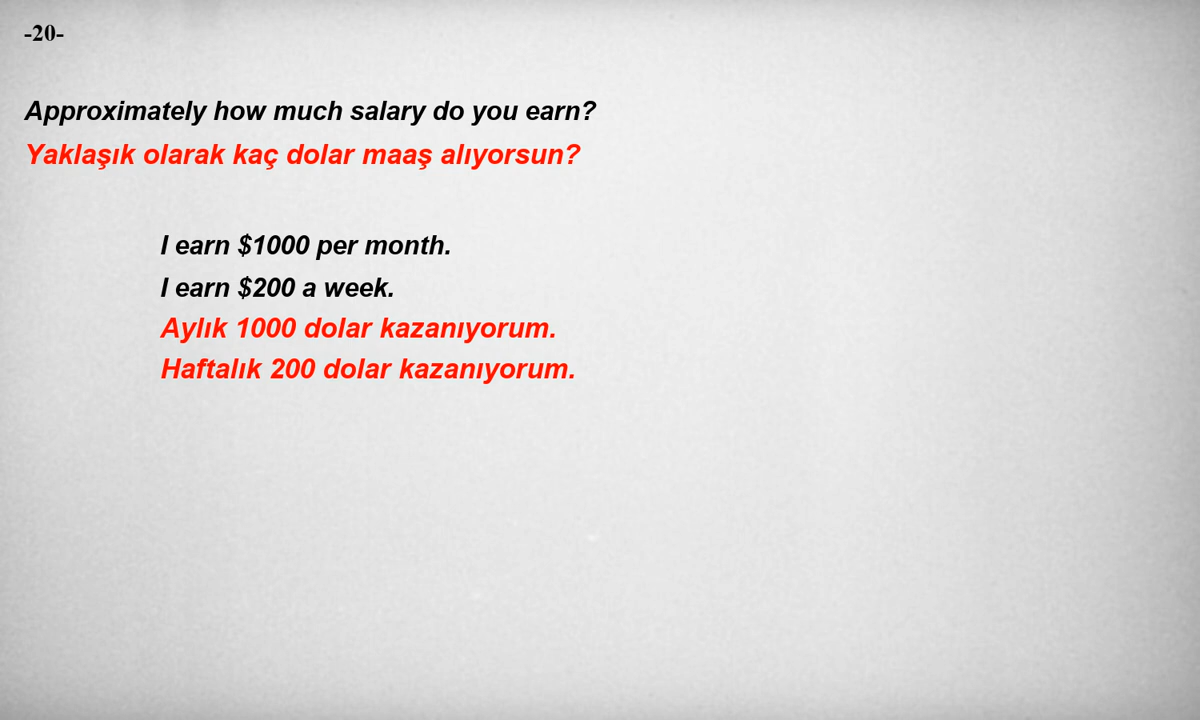 -20-
Approximately how much salary do you earn?
Yaklaşık olarak kaç dolar maaş alıyorsun?
I earn $1000 per month.
I earn $200 a week.
Aylık 1000 dolar kazanıyorum.
Haftalık 200 dolar kazanıyorum.